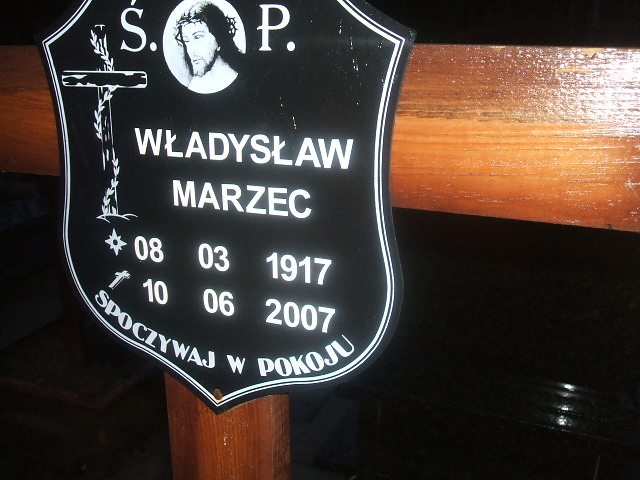 Ś. P.
WŁADYSŁAW
MARZEC
08 03 1917
10 06 2007
SPOCZYWAJ W POKOJU